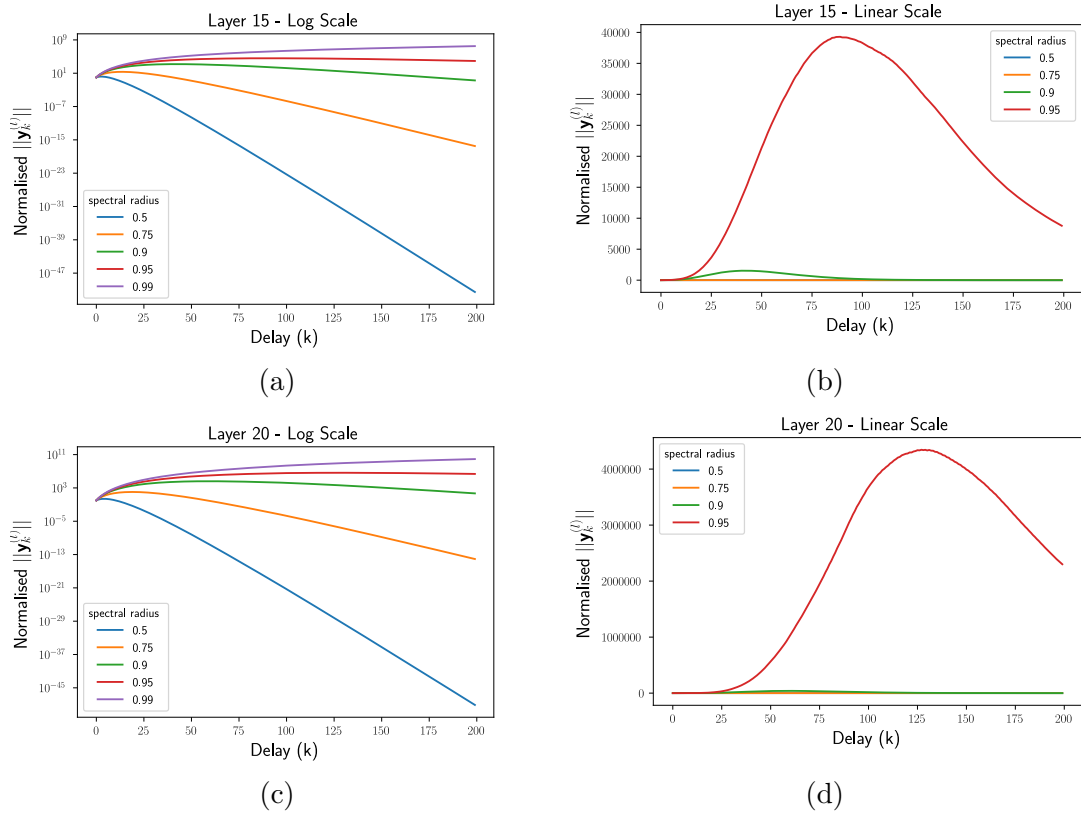 Layer 15 - Log Scale
10^9
10^1
10^-7
10^-15
10^-23
10^-31
10^-39
10^-47
Normalised ||y_k^(l)||
spectral radius
0.5
0.75
0.9
0.95
0.99
0 25 50 75 100 125 150 175 200
Delay (k)
(a)
Layer 15 - Linear Scale
40000
35000
30000
25000
20000
15000
10000
5000
0
Normalised ||y_k^(l)||
spectral radius
0.5
0.75
0.9
0.95
0 25 50 75 100 125 150 175 200
Delay (k)
(b)
Layer 20 - Log Scale
10^11
10^3
10^-5
10^-13
10^-21
10^-29
10^-37
10^-45
Normalised ||y_k^(l)||
spectral radius
0.5
0.75
0.9
0.95
0.99
0 25 50 75 100 125 150 175 200
Delay (k)
(c)
Layer 20 - Linear Scale
4000000
3000000
2000000
1000000
0
Normalised ||y_k^(l)||
spectral radius
0.5
0.75
0.9
0.95
0 25 50 75 100 125 150 175 200
Delay (k)
(d)